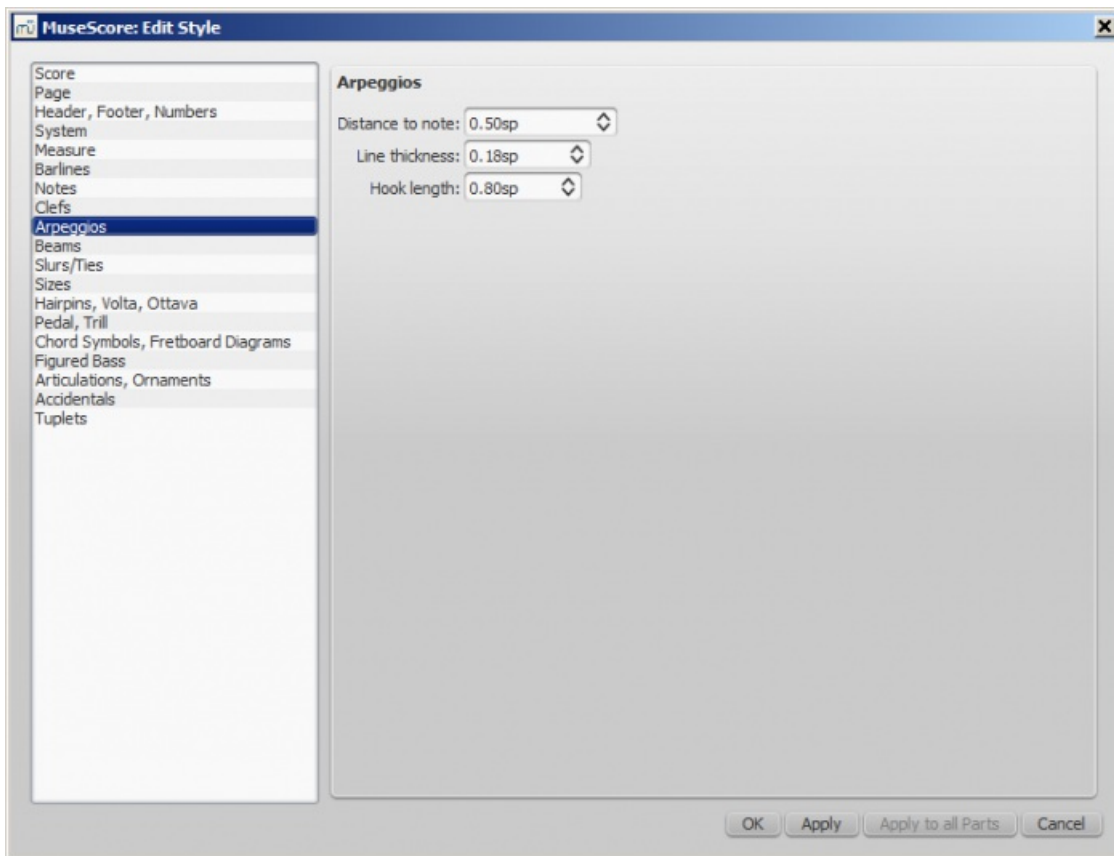 mū MuseScore: Edit Style
Score
Page
Header, Footer, Numbers
System
Measure
Barlines
Notes
Clefs
Arpeggios
Beams
Slurs/Ties
Sizes
Hairpins, Volta, Ottava
Pedal, Trill
Chord Symbols, Fretboard Diagrams
Figured Bass
Articulations, Ornaments
Accidentals
Tuplets
Arpeggios
Distance to note: 0.50sp
Line thickness: 0.18sp
Hook length: 0.80sp
OK Apply Apply to all Parts Cancel